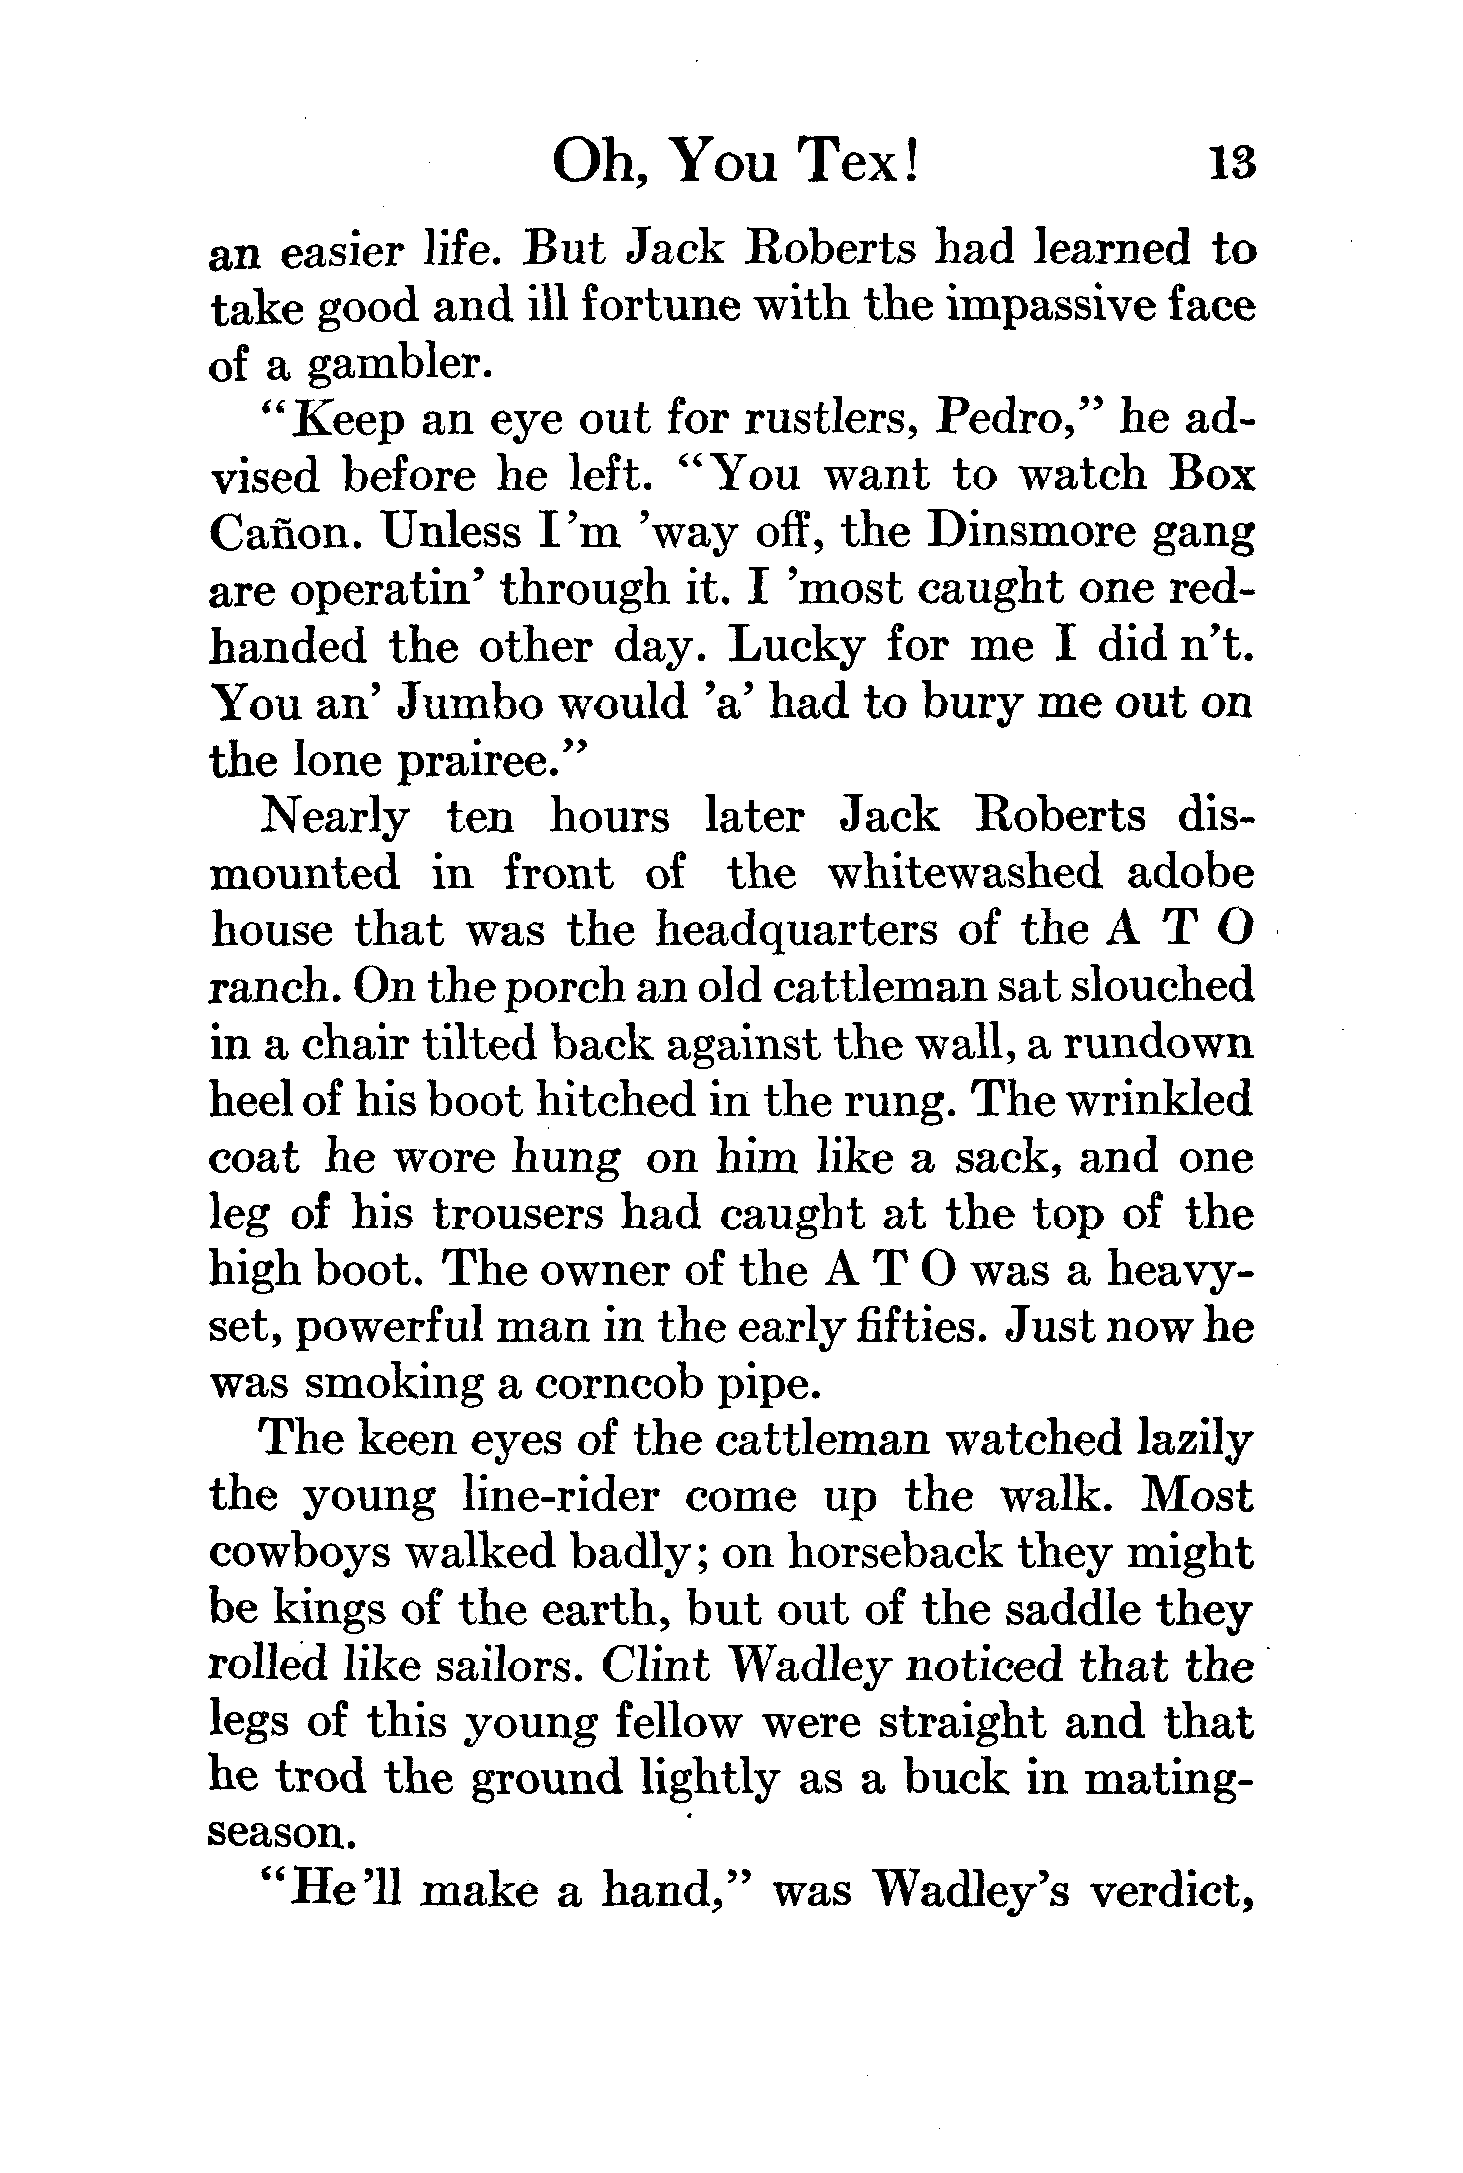 Oh, You Tex! 13
an easier life. But Jack Roberts had learned to
take good and ill fortune with the impassive face
of a gambler.
"Keep an eye out for rustlers, Pedro," he ad-
vised before he left. "You want to watch Box
Cañon. Unless I'm 'way off, the Dinsmore gang
are operatin' through it. I 'most caught one red-
handed the other day. Lucky for me I did n't.
You an' Jumbo would 'a' had to bury me out on
the lone prairee."
Nearly ten hours later Jack Roberts dis-
mounted in front of the whitewashed adobe
house that was the headquarters of the A T O
ranch. On the porch an old cattleman sat slouched
in a chair tilted back against the wall, a rundown
heel of his boot hitched in the rung. The wrinkled
coat he wore hung on him like a sack, and one
leg of his trousers had caught at the top of the
high boot. The owner of the A T O was a heavy-
set, powerful man in the early fifties. Just now he
was smoking a corncob pipe.
The keen eyes of the cattleman watched lazily
the young line-rider come up the walk. Most
cowboys walked badly; on horseback they might
be kings of the earth, but out of the saddle they
rolled like sailors. Clint Wadley noticed that the
legs of this young fellow were straight and that
he trod the ground lightly as a buck in mating-
season.
"He'll make a hand," was Wadley's verdict,